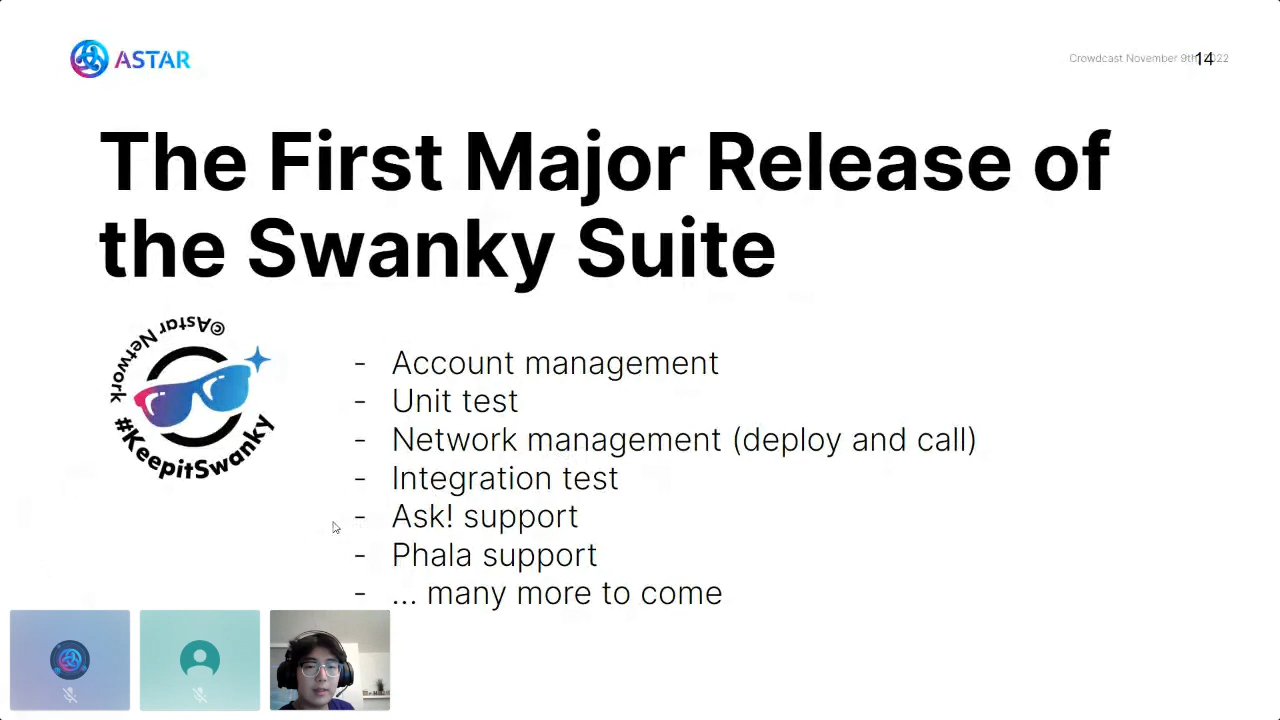 ASTAR
Crowdcast November 9th, 2022
14
The First Major Release of
the Swanky Suite
©Astar Network
#KeepitSwanky
- Account management
- Unit test
- Network management (deploy and call)
- Integration test
- Ask! support
- Phala support
- ... many more to come